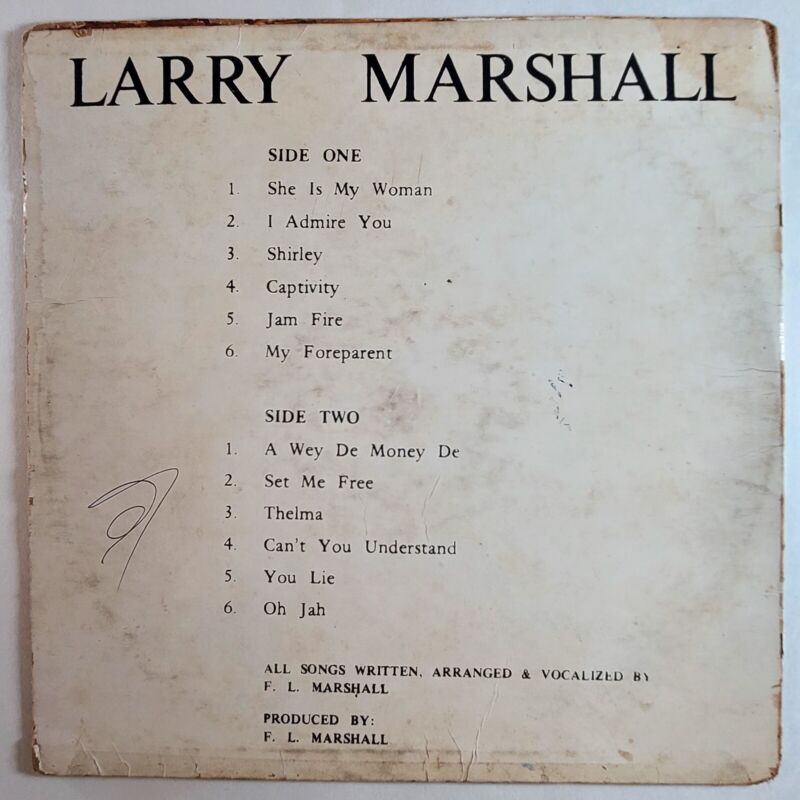 LARRY MARSHALL
SIDE ONE
1. She Is My Woman
2. I Admire You
3. Shirley
4. Captivity
5. Jam Fire
6. My Foreparent
SIDE TWO
1. A Wey De Money De
2. Set Me Free
3. Thelma
4. Can't You Understand
5. You Lie
6. Oh Jah
ALL SONGS WRITTEN, ARRANGED & VOCALIZED BY
F. L. MARSHALL
PRODUCED BY:
F. L. MARSHALL